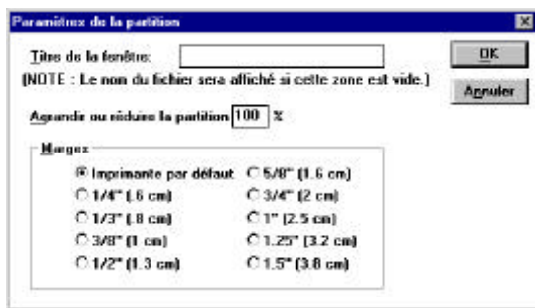 Paramètres de la partition
Titre de la fenêtre:
OK
(NOTE : Le nom du fichier sera affiché si cette zone est vide.)
Annuler
Agrandir ou réduire la partition 100 %
Marges
Imprimante par défaut 5/8" (1.6 cm)
1/4" (.6 cm) 3/4" (2 cm)
1/3" (.8 cm) 1" (2.5 cm)
3/8" (1 cm) 1.25" (3.2 cm)
1/2" (1.3 cm) 1.5" (3.8 cm)